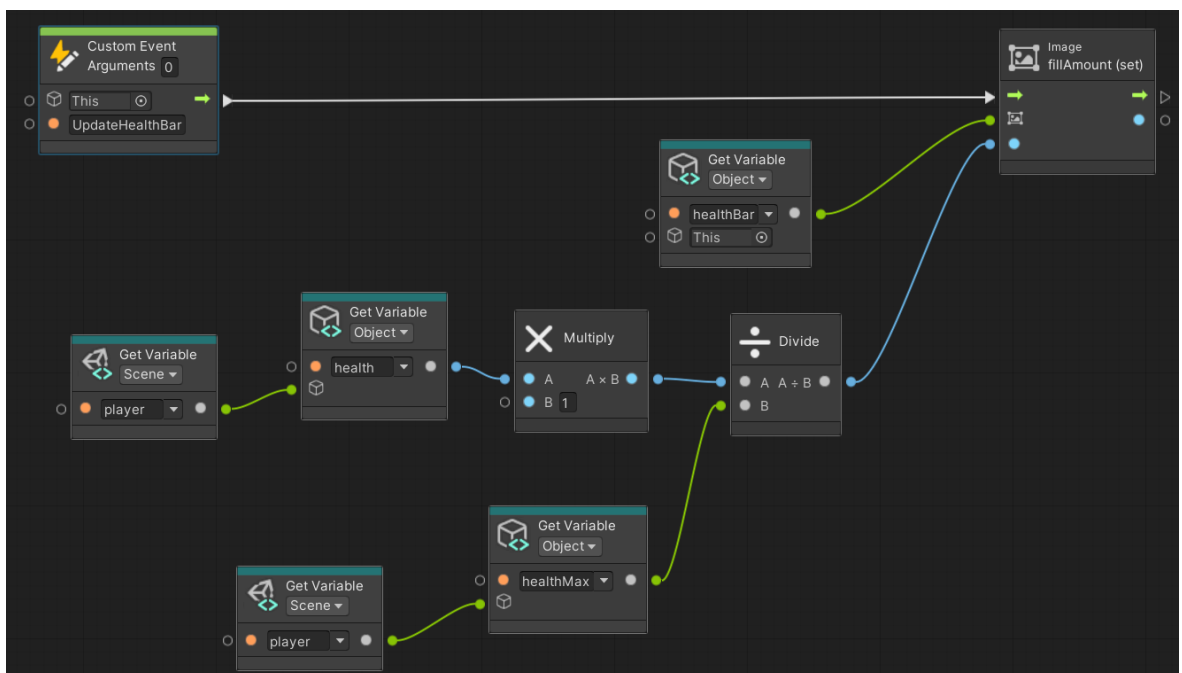 Custom Event
Arguments 0
This
UpdateHealthBar
Image
fillAmount (set)
Get Variable
Object
healthBar
This
Get Variable
Object
health
Get Variable
Scene
player
Multiply
A A × B
B 1
Divide
A A ÷ B
B
Get Variable
Object
healthMax
Get Variable
Scene
player